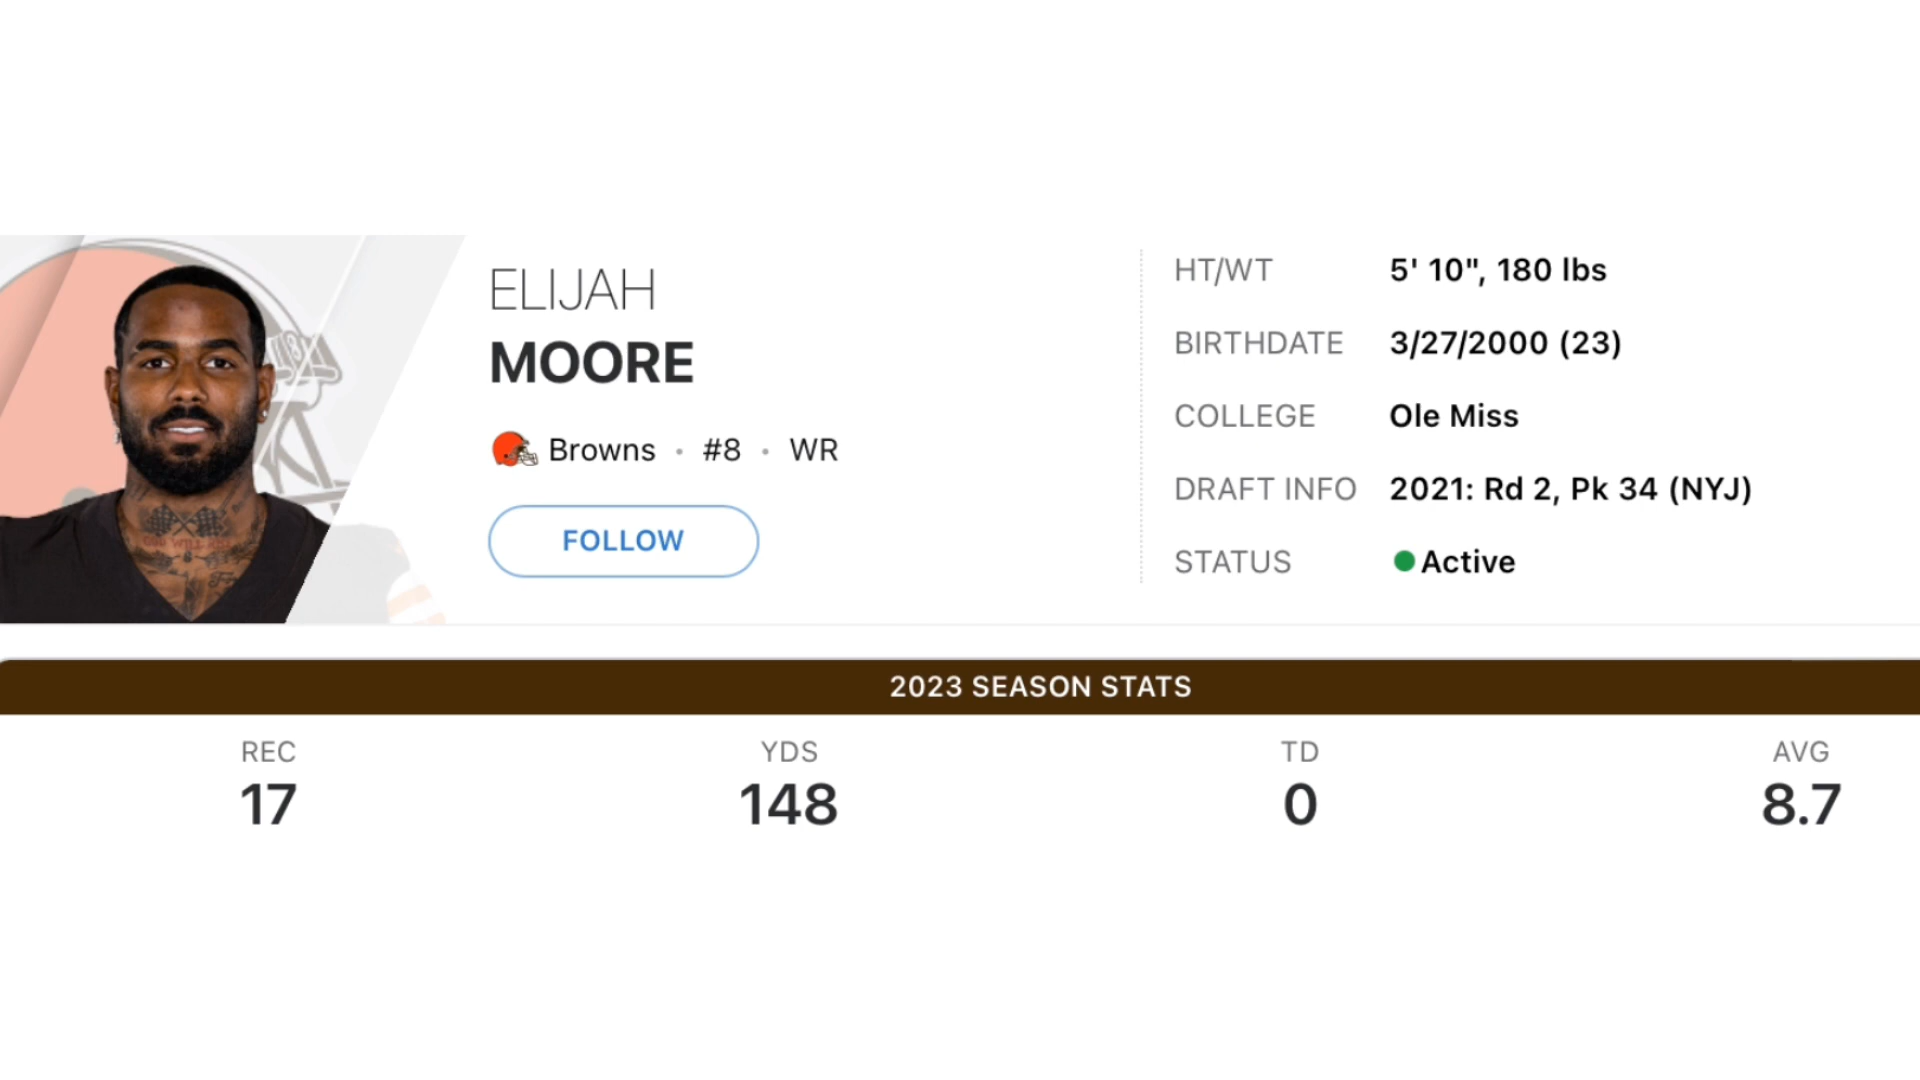 ELIJAH
MOORE
Browns • #8 • WR
FOLLOW
HT/WT 5' 10", 180 lbs
BIRTHDATE 3/27/2000 (23)
COLLEGE Ole Miss
DRAFT INFO 2021: Rd 2, Pk 34 (NYJ)
STATUS Active
2023 SEASON STATS
REC YDS TD AVG
17 148 0 8.7